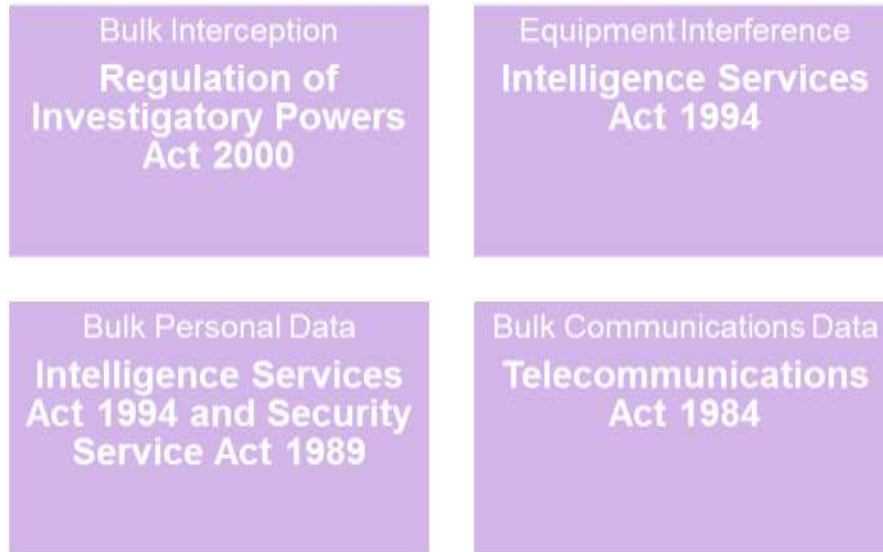 Bulk Interception
Regulation of
Investigatory Powers
Act 2000
Equipment Interference
Intelligence Services
Act 1994
Bulk Personal Data
Intelligence Services
Act 1994 and Security
Service Act 1989
Bulk Communications Data
Telecommunications
Act 1984